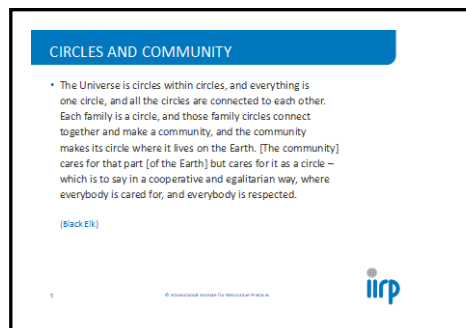 CIRCLES AND COMMUNITY
• The Universe is circles within circles, and everything is
one circle, and all the circles are connected to each other.
Each family is a circle, and those family circles connect
together and make a community, and the community
makes its circle where it lives on the Earth. [The community]
cares for that part [of the Earth] but cares for it as a circle –
which is to say in a cooperative and egalitarian way, where
everybody is cared for, and everybody is respected.
(Black Elk)
© International Institute for Restorative Practices
iirp